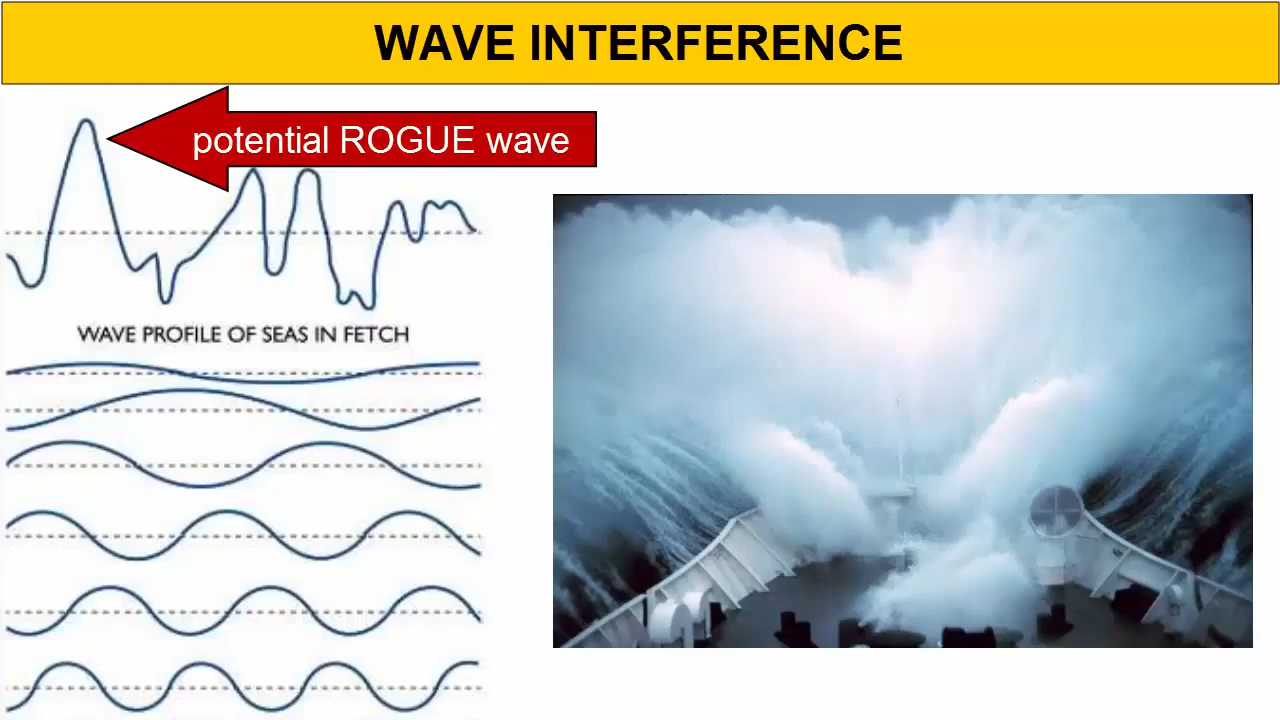 WAVE INTERFERENCE
potential ROGUE wave
WAVE PROFILE OF SEAS IN FETCH